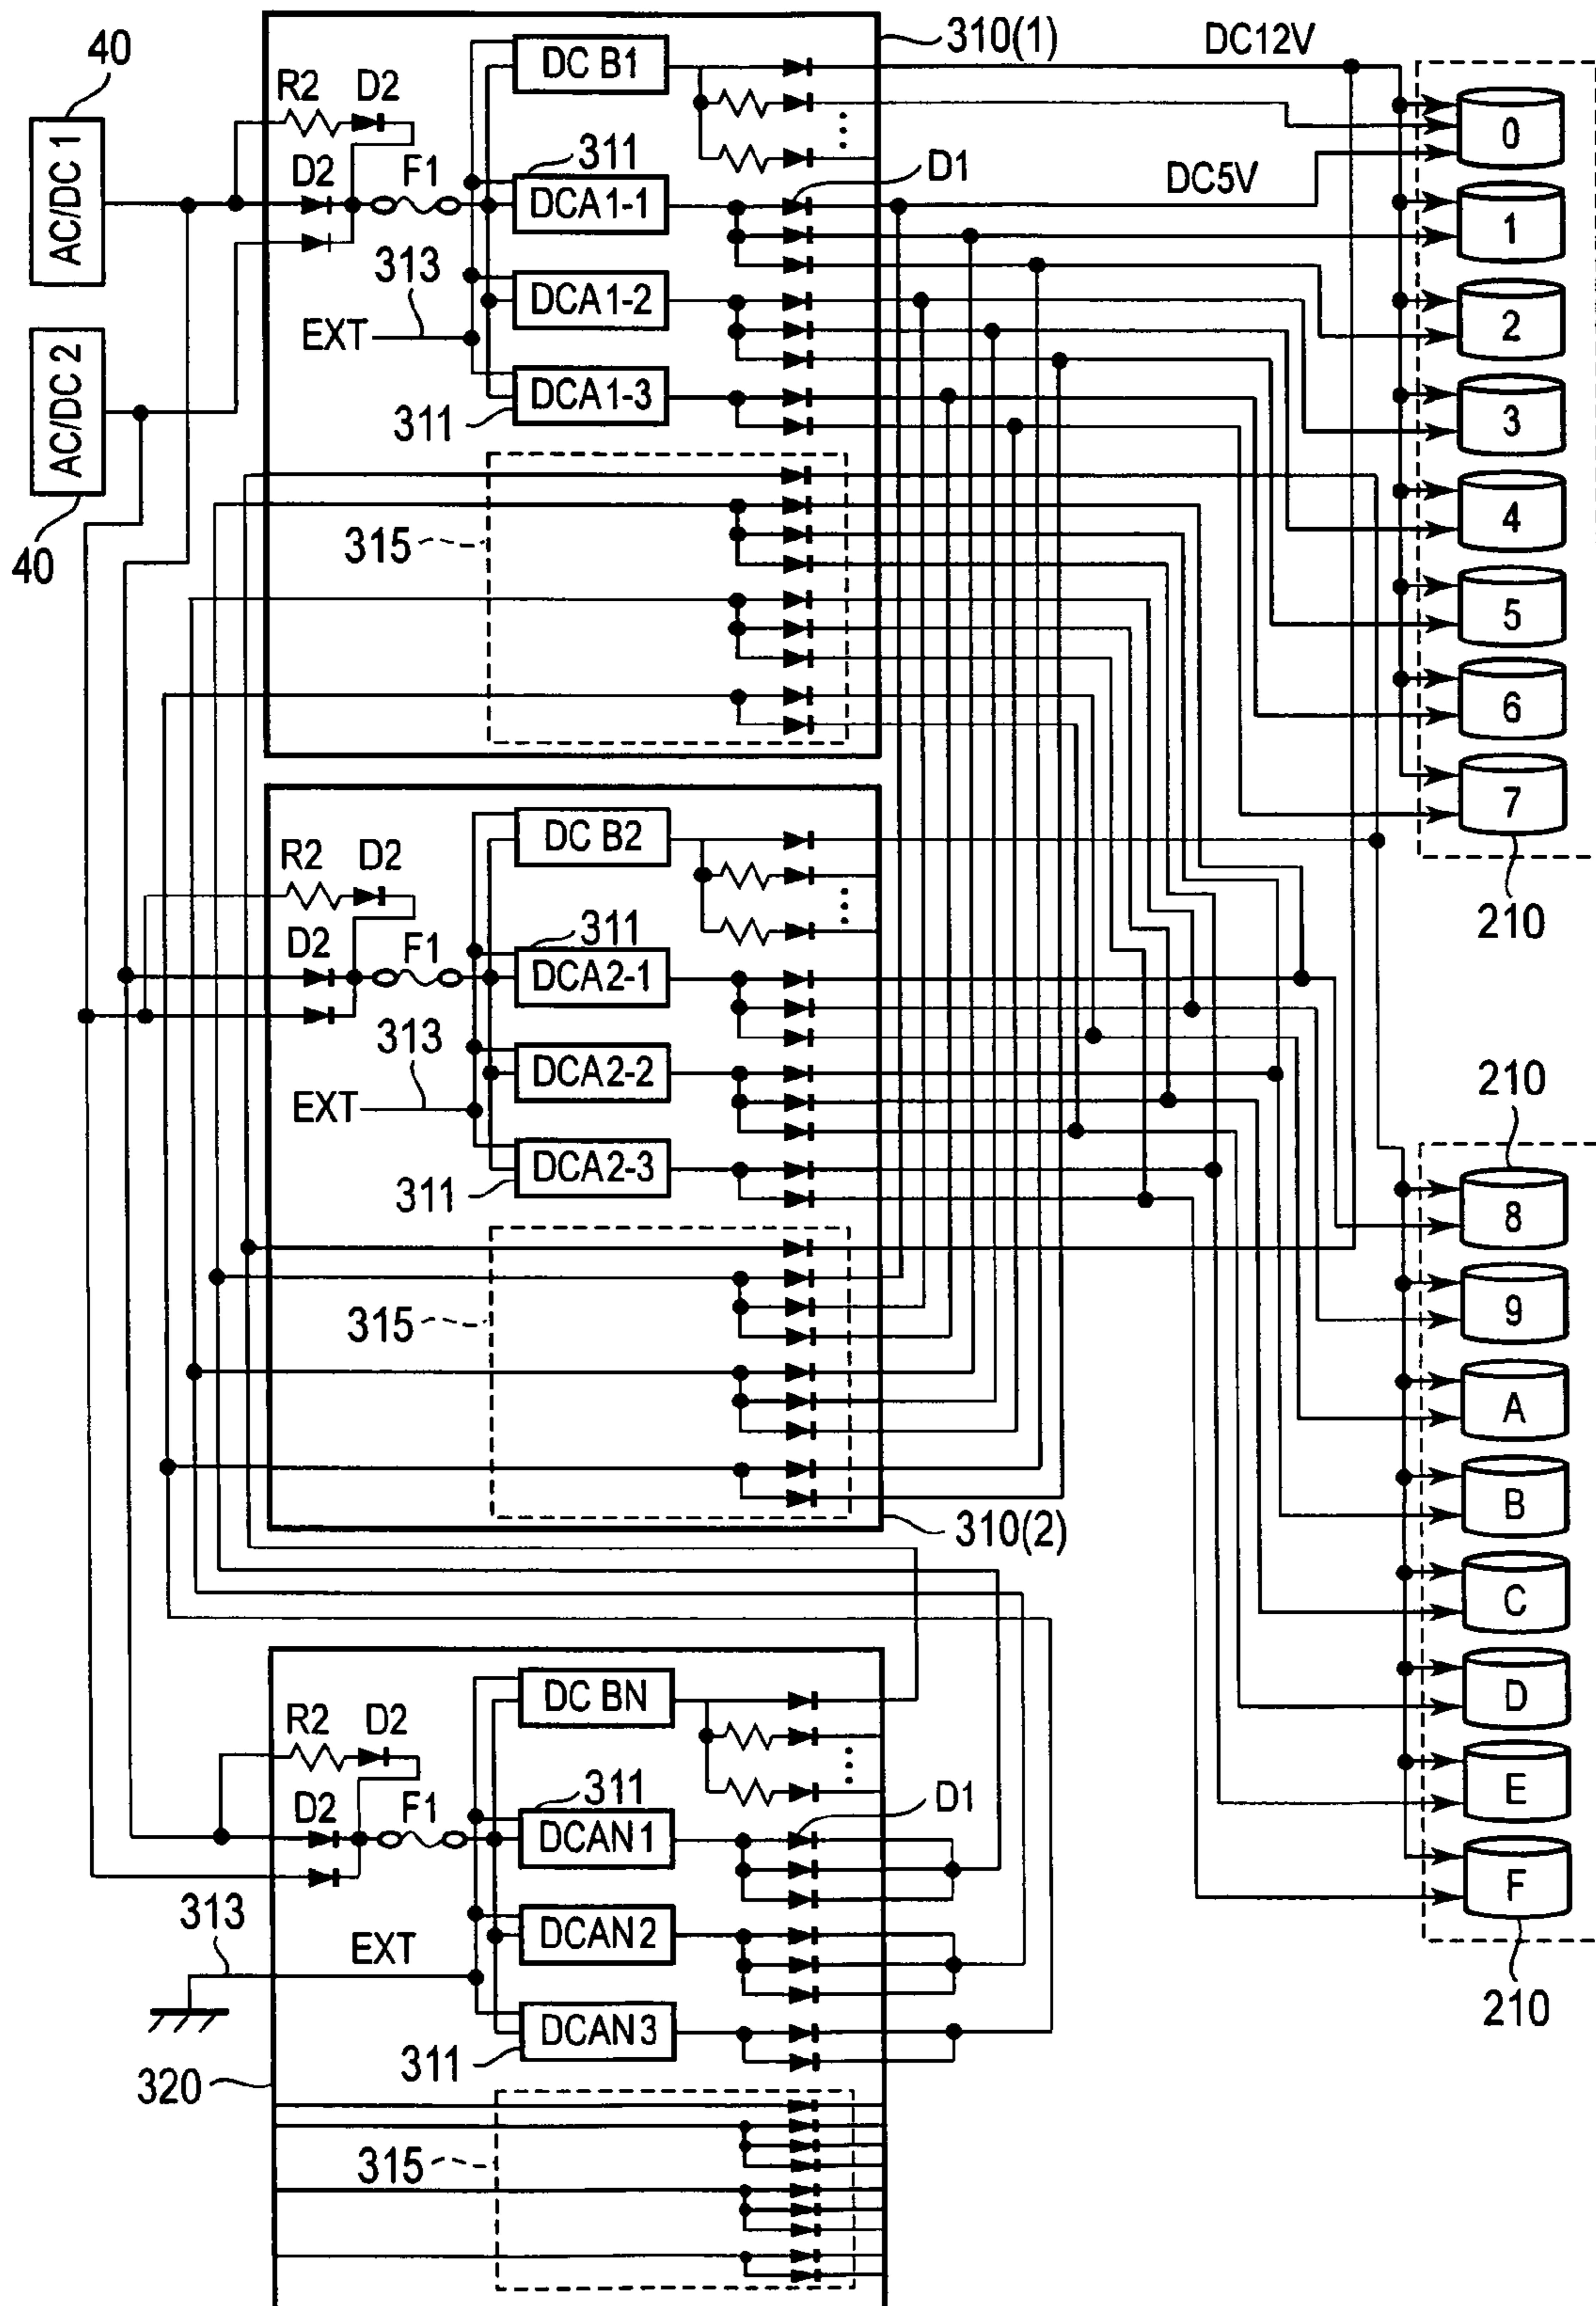 40
AC/DC 1
AC/DC 2
40
310(1)
R2
D2
D2
F1
DC B1
311
DCA1-1
D1
313
EXT
DCA1-2
DCA1-3
311
315
DC12V
DC5V
0
1
2
3
4
5
6
7
210
R2
D2
D2
F1
DC B2
311
DCA2-1
313
EXT
DCA2-2
DCA2-3
311
315
310(2)
210
8
9
A
B
C
D
E
F
210
R2
D2
D2
F1
DC BN
311
DCAN1
D1
313
EXT
DCAN2
DCAN3
311
320
315